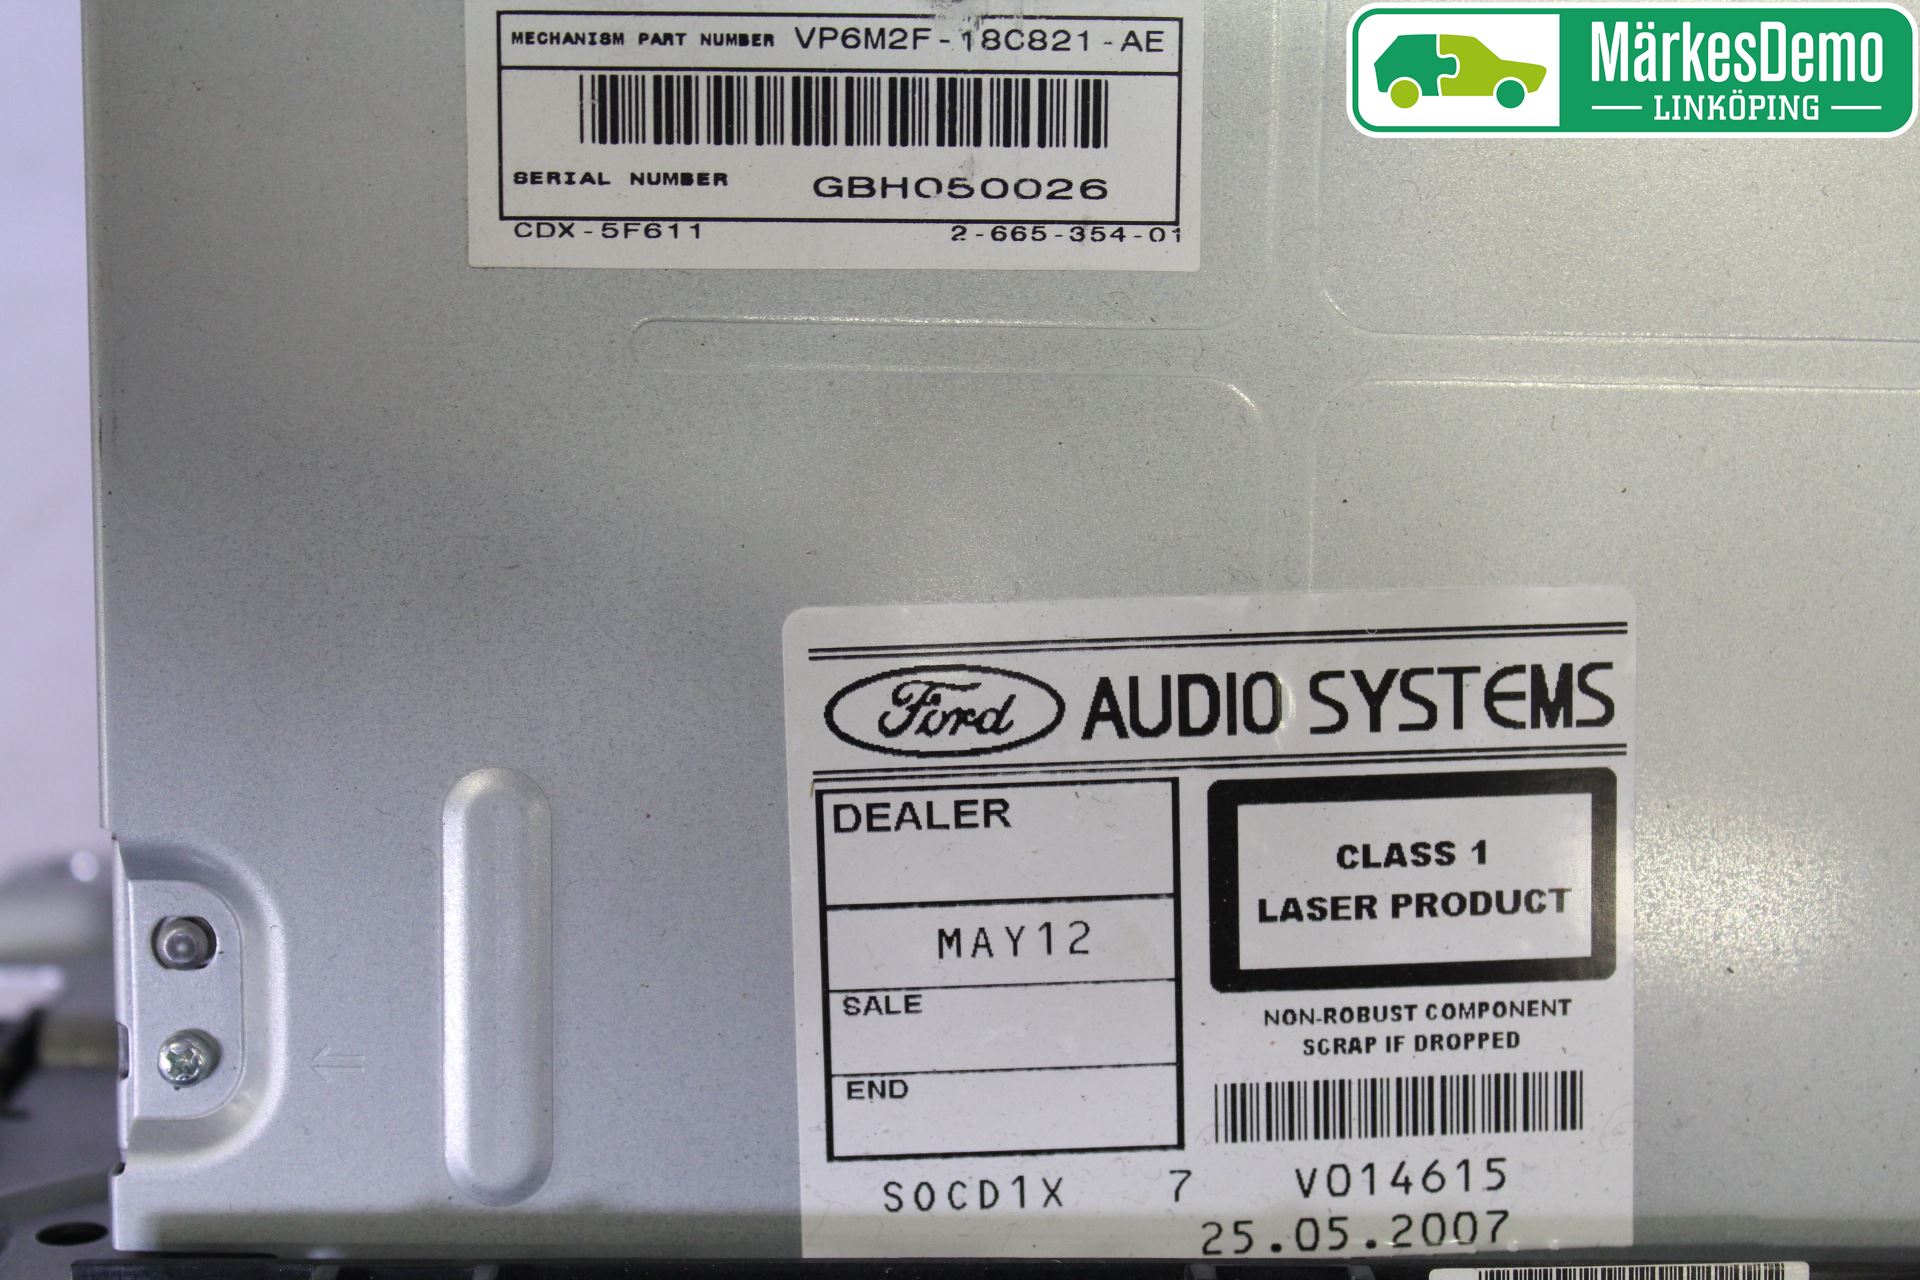 MECHANISM PART NUMBER VP6M2F-18C821-AE
SERIAL NUMBER GBH050026
CDX-5F611 2-665-354-01
MärkesDemo
LINKÖPING
Ford AUDIO SYSTEMS
DEALER
MAY12
SALE
END
CLASS 1
LASER PRODUCT
NON-ROBUST COMPONENT
SCRAP IF DROPPED
SOCD1X 7 V014615
25.05.2007